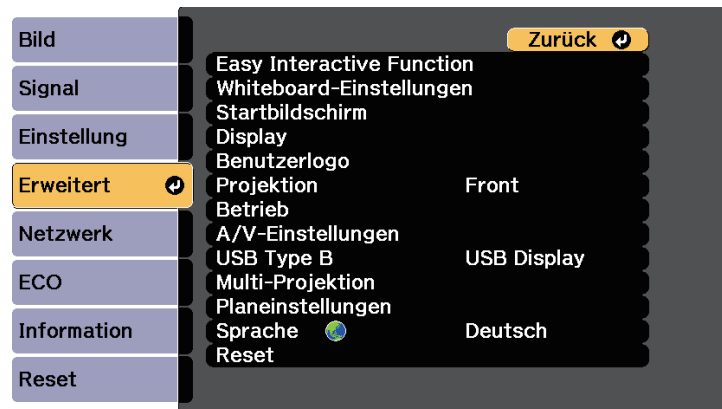 Bild
Signal
Einstellung
Erweitert
Netzwerk
ECO
Information
Reset
Zurück
Easy Interactive Function
Whiteboard-Einstellungen
Startbildschirm
Display
Benutzerlogo
Projektion Front
Betrieb
A/V-Einstellungen
USB Type B USB Display
Multi-Projektion
Planeinstellungen
Sprache Deutsch
Reset